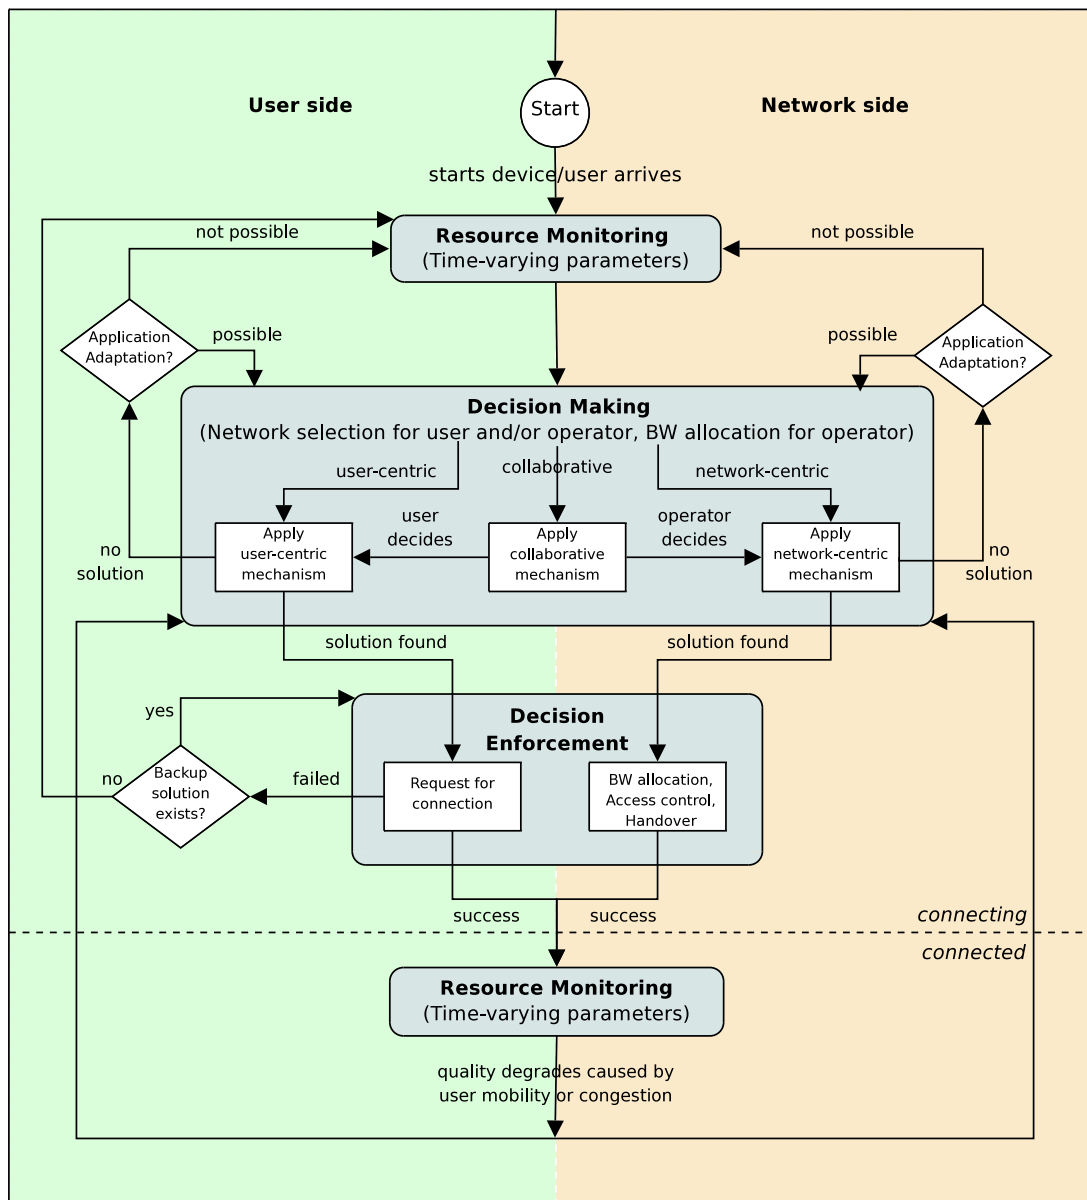 User side
Start
Network side
starts device/user arrives
Resource Monitoring
(Time-varying parameters)
not possible
not possible
Application
Adaptation?
possible
possible
Application
Adaptation?
Decision Making
(Network selection for user and/or operator, BW allocation for operator)
user-centric
collaborative
network-centric
Apply
user-centric
mechanism
user
decides
Apply
collaborative
mechanism
operator
decides
Apply
network-centric
mechanism
no
solution
no
solution
solution found
solution found
Decision
Enforcement
yes
no
Backup
solution
exists?
failed
Request for
connection
BW allocation,
Access control,
Handover
success
success
connecting
connected
Resource Monitoring
(Time-varying parameters)
quality degrades caused by
user mobility or congestion